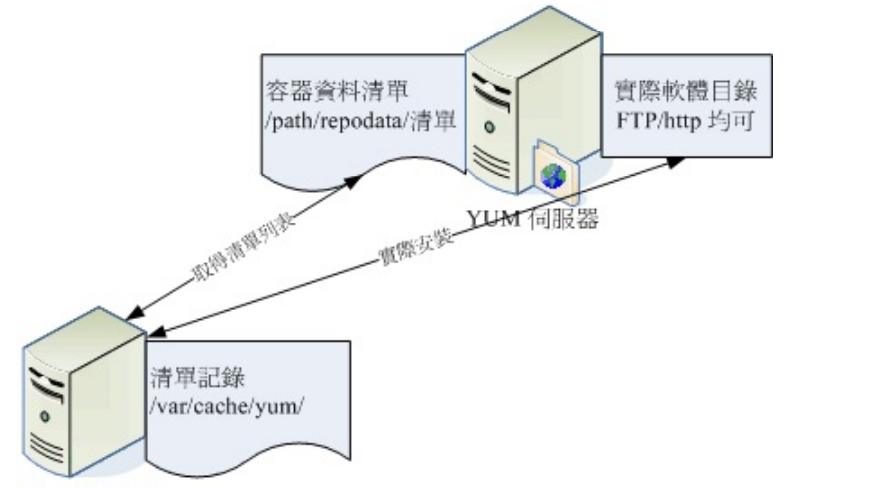 容器資料清單
/path/repodata/清單
實際軟體目錄
FTP/http 均可
YUM 伺服器
取得清單列表
實際安裝
清單記錄
/var/cache/yum/